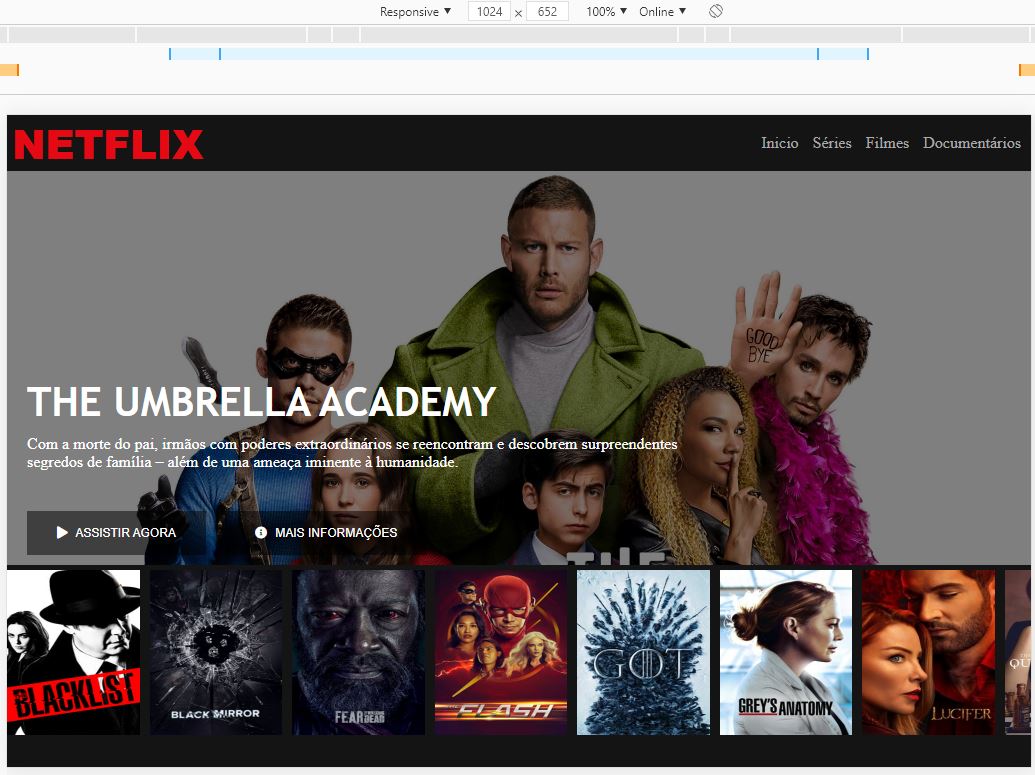 Responsive ▼ 1024 × 652 100% ▼ Online ▼
NETFLIX
Inicio Séries Filmes Documentários
GOOD
BYE
THE UMBRELLA ACADEMY
Com a morte do pai, irmãos com poderes extraordinários se reencontram e descobrem surpreendentes
segredos de família – além de uma ameaça iminente à humanidade.
ASSISTIR AGORA
MAIS INFORMAÇÕES
THE
BLACKLIST
BLACK MIRROR
FEAR THE WALKING DEAD
THE FLASH
GOT
GREY'S ANATOMY
LUCIFER
QU